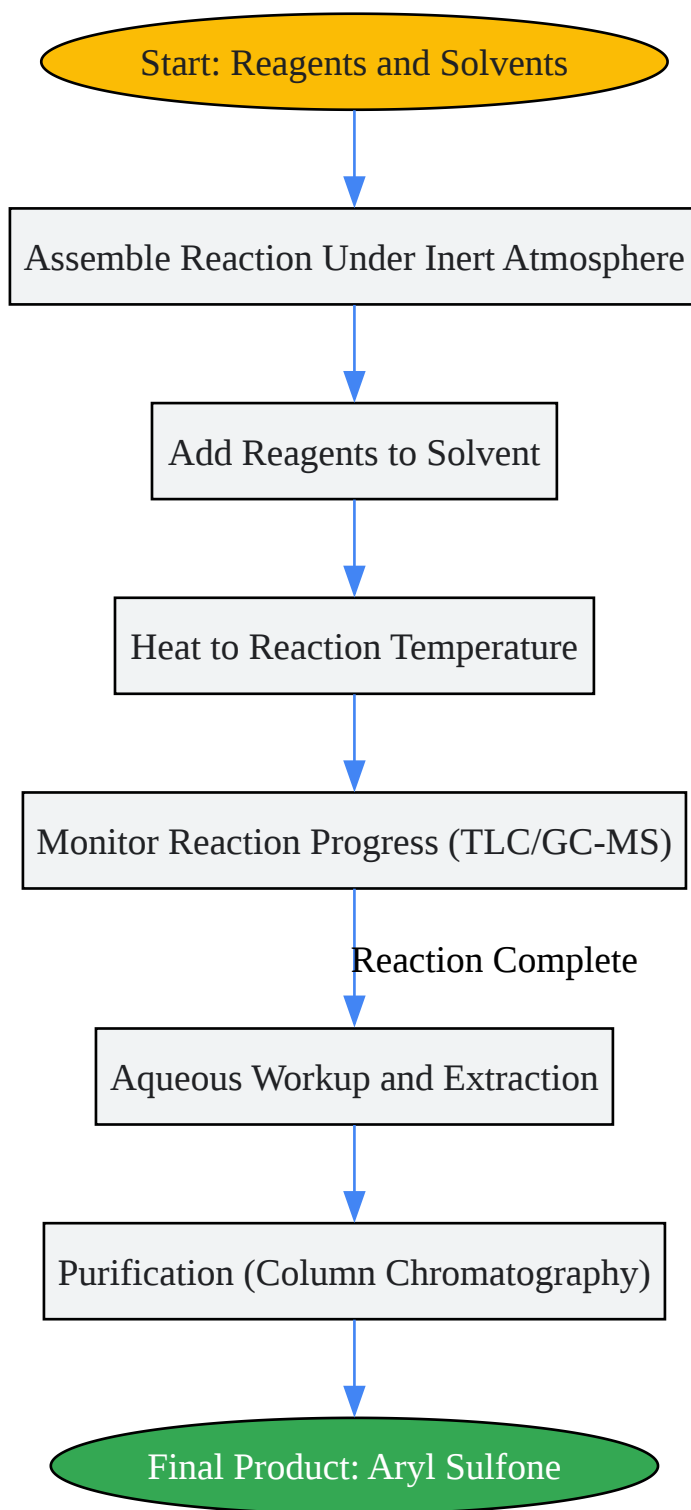 Start: Reagents and Solvents
Assemble Reaction Under Inert Atmosphere
Add Reagents to Solvent
Heat to Reaction Temperature
Monitor Reaction Progress (TLC/GC-MS)
Reaction Complete
Aqueous Workup and Extraction
Purification (Column Chromatography)
Final Product: Aryl Sulfone